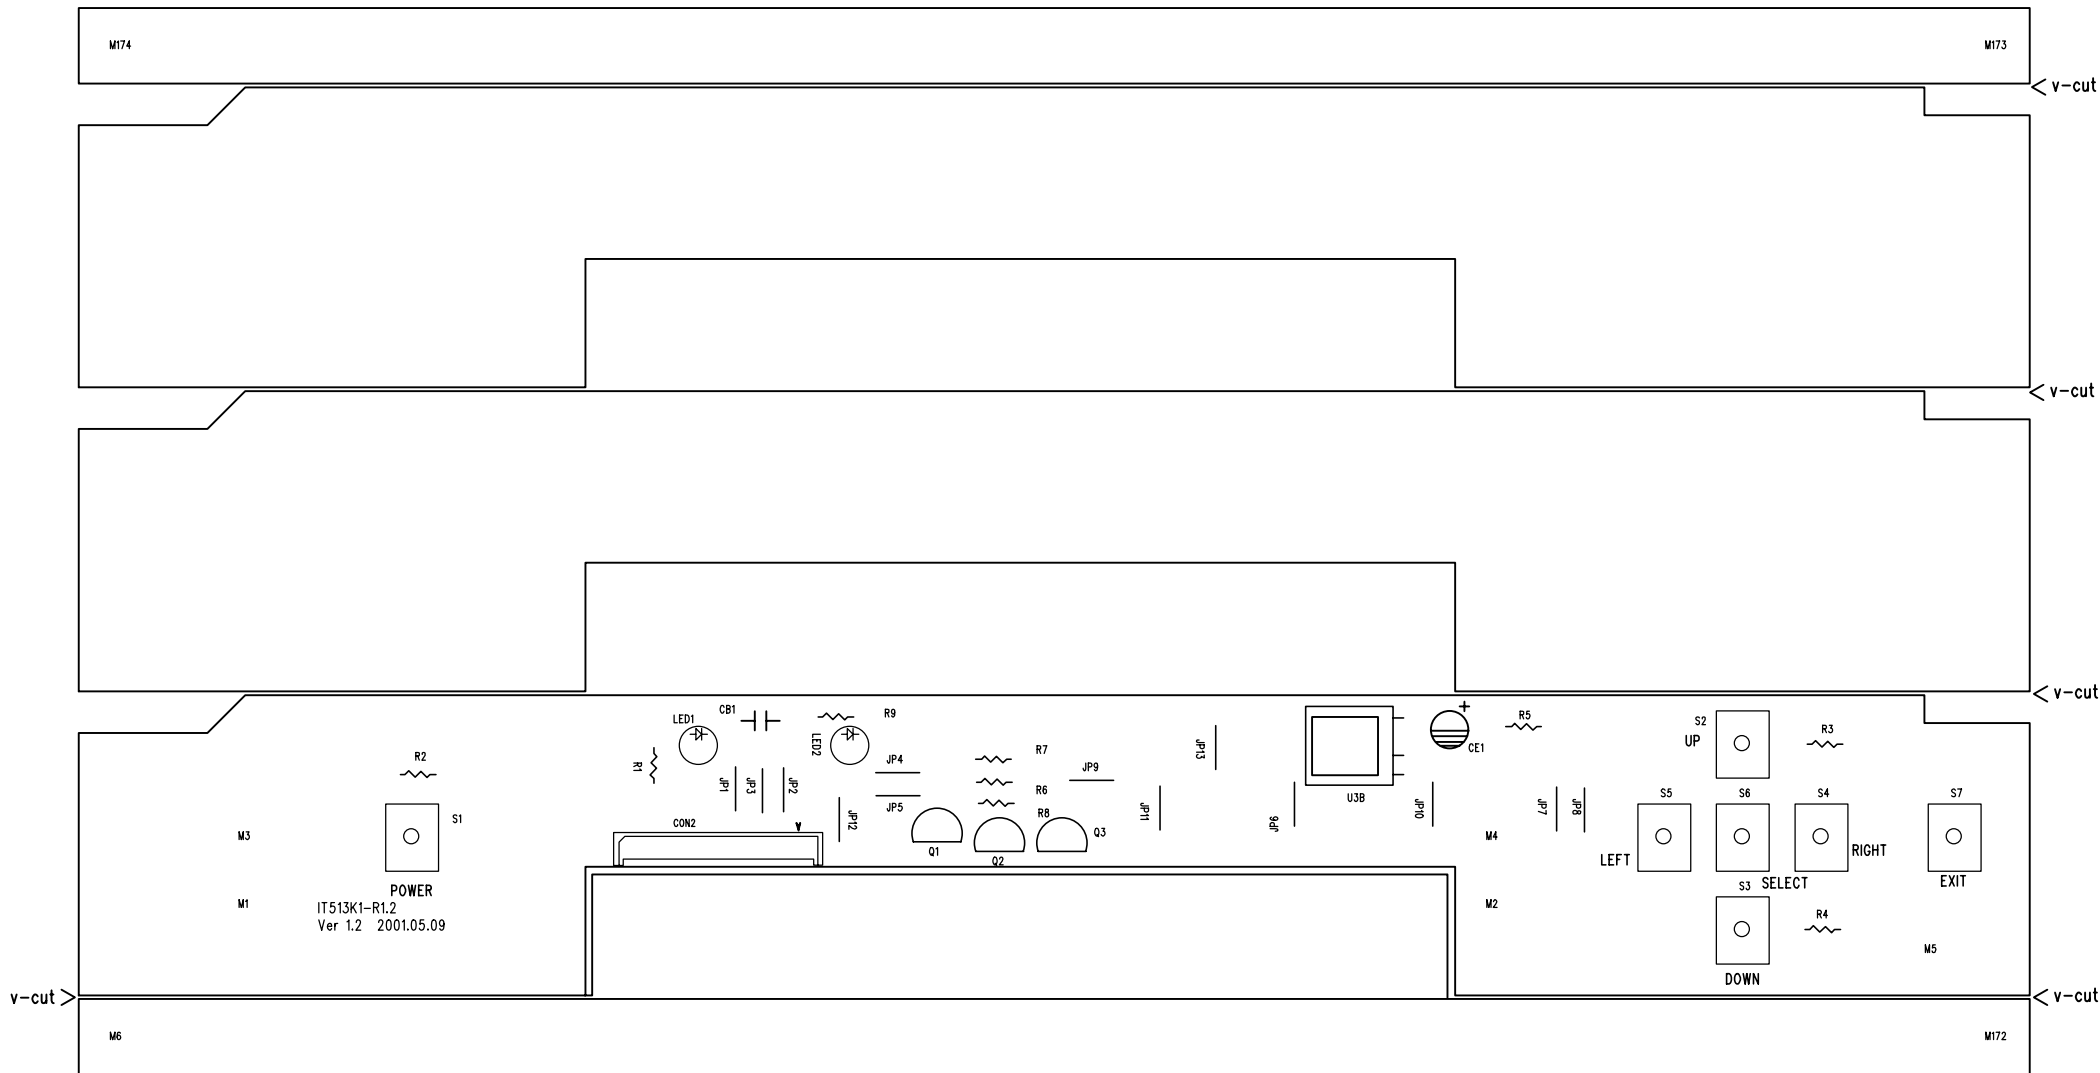 M174 M173
v-cut
v-cut
v-cut
CB1 R9 LED1 LED2 S2 UP R5 R3 CE1
R2 R1 JP4 R7 JP9 JP13
JP1 JP3 JP2 JP5 R6 R8 JP11 JP6 U3B JP10 JP7 JP8 S5 S6 S4 S7
S1 CON2 V JP12 Q1 Q2 Q3
M3 M4 LEFT RIGHT
POWER S3 SELECT EXIT
M1 M2
IT513K1-R1.2
Ver 1.2 2001.05.09
R4 M5
DOWN
v-cut v-cut
M6 M172